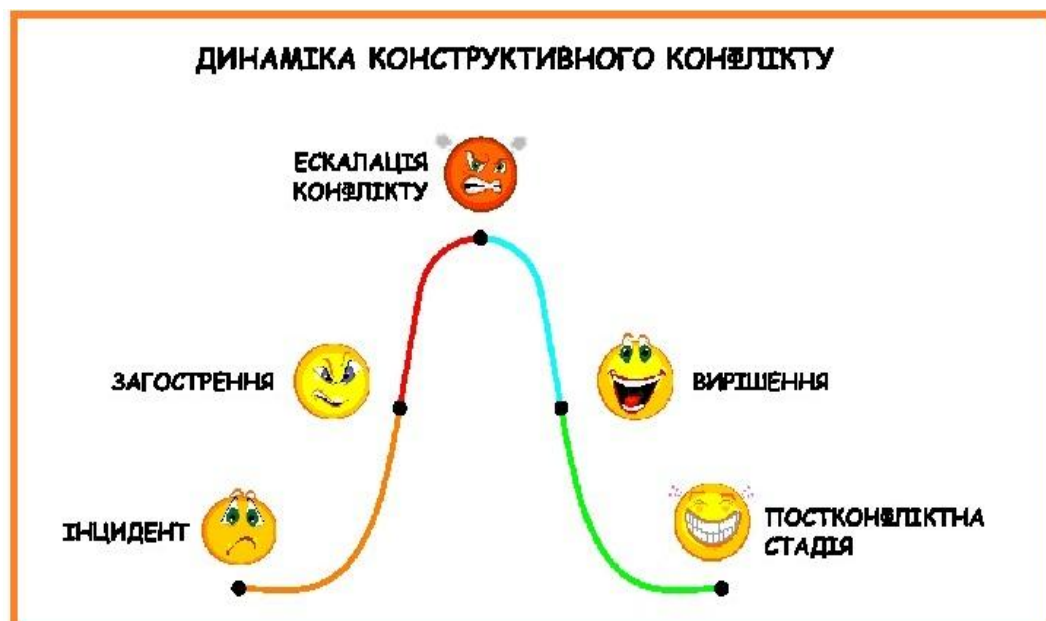 ДИНАМІКА КОНСТРУКТИВНОГО КОНФЛІКТУ
ЕСКАЛАЦІЯ
КОНФЛІКТУ
ЗАГОСТРЕННЯ
ВИРІШЕННЯ
ІНЦИДЕНТ
ПОСТКОНФЛІКТНА
СТАДІЯ